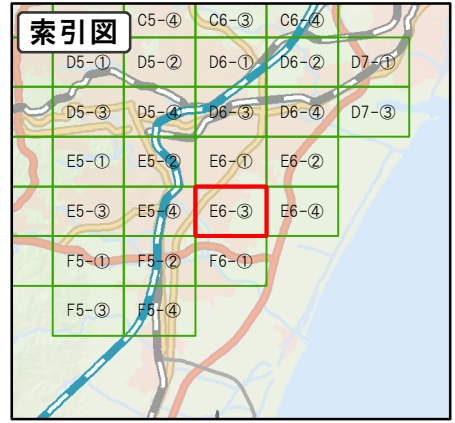 索引図
C5-④ C6-③ C6-④
D5-① D5-② D6-① D6-② D7-①
D5-③ D5-④ D6-③ D6-④ D7-③
E5-① E5-② E6-① E6-②
E5-③ E5-④ E6-③ E6-④
F5-① F5-② F6-①
F5-③ F5-④